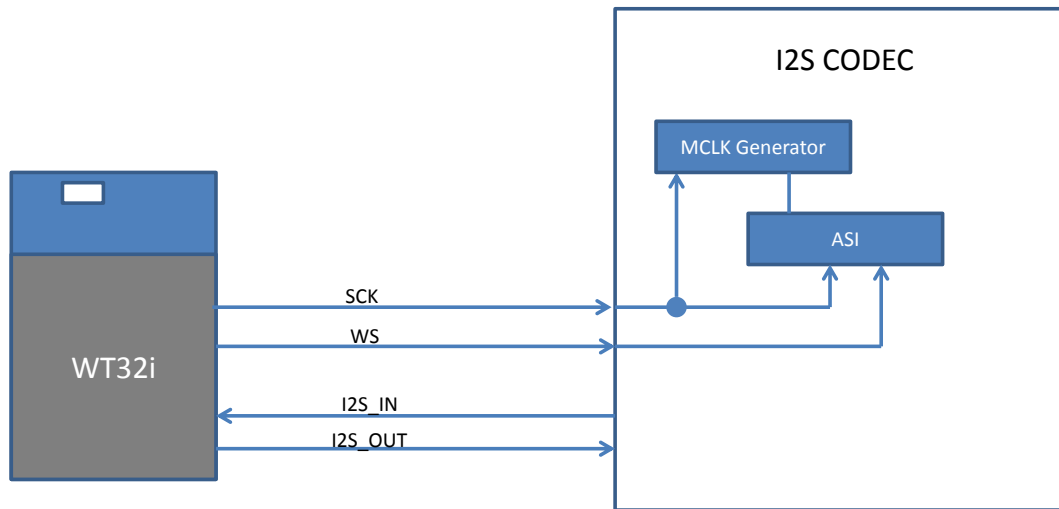 I2S CODEC
MCLK Generator
ASI
SCK
WS
WT32i
I2S_IN
I2S_OUT